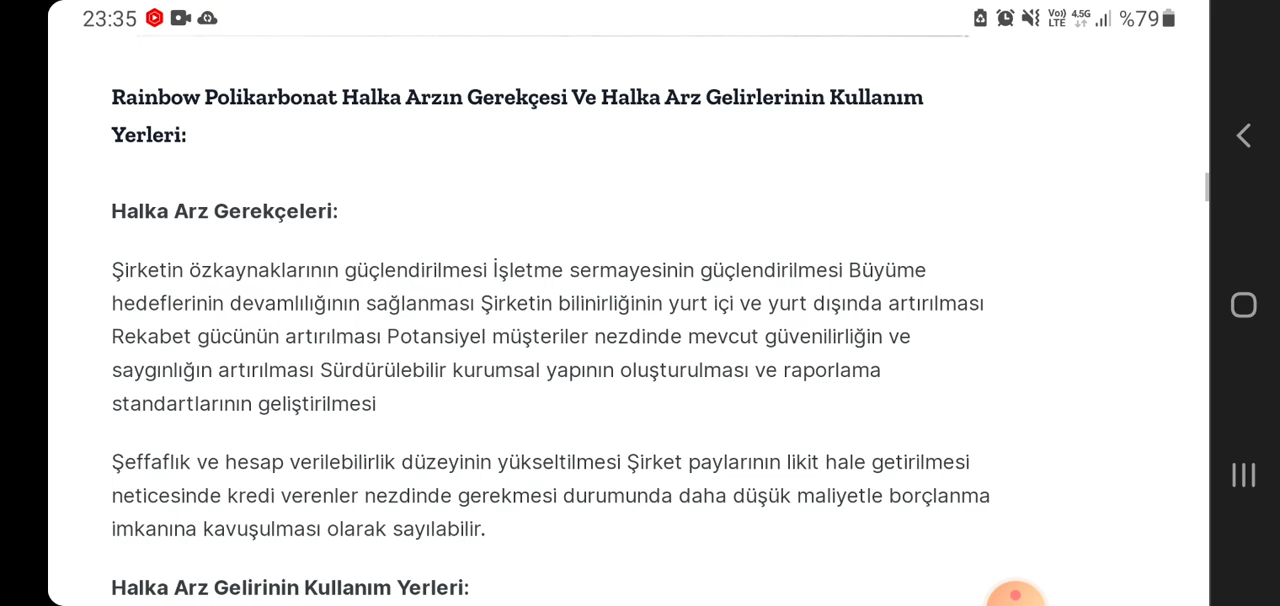 23:35 Vo) LTE 4.5G %79
Rainbow Polikarbonat Halka Arzın Gerekçesi Ve Halka Arz Gelirlerinin Kullanım
Yerleri:
Halka Arz Gerekçeleri:
Şirketin özkaynaklarının güçlendirilmesi İşletme sermayesinin güçlendirilmesi Büyüme
hedeflerinin devamlılığının sağlanması Şirketin bilinirliğinin yurt içi ve yurt dışında artırılması
Rekabet gücünün artırılması Potansiyel müşteriler nezdinde mevcut güvenilirliğin ve
saygınlığın artırılması Sürdürülebilir kurumsal yapının oluşturulması ve raporlama
standartlarının geliştirilmesi
Şeffaflık ve hesap verilebilirlik düzeyinin yükseltilmesi Şirket paylarının likit hale getirilmesi
neticesinde kredi verenler nezdinde gerekmesi durumunda daha düşük maliyetle borçlanma
imkanına kavuşulması olarak sayılabilir.
Halka Arz Gelirinin Kullanım Yerleri: